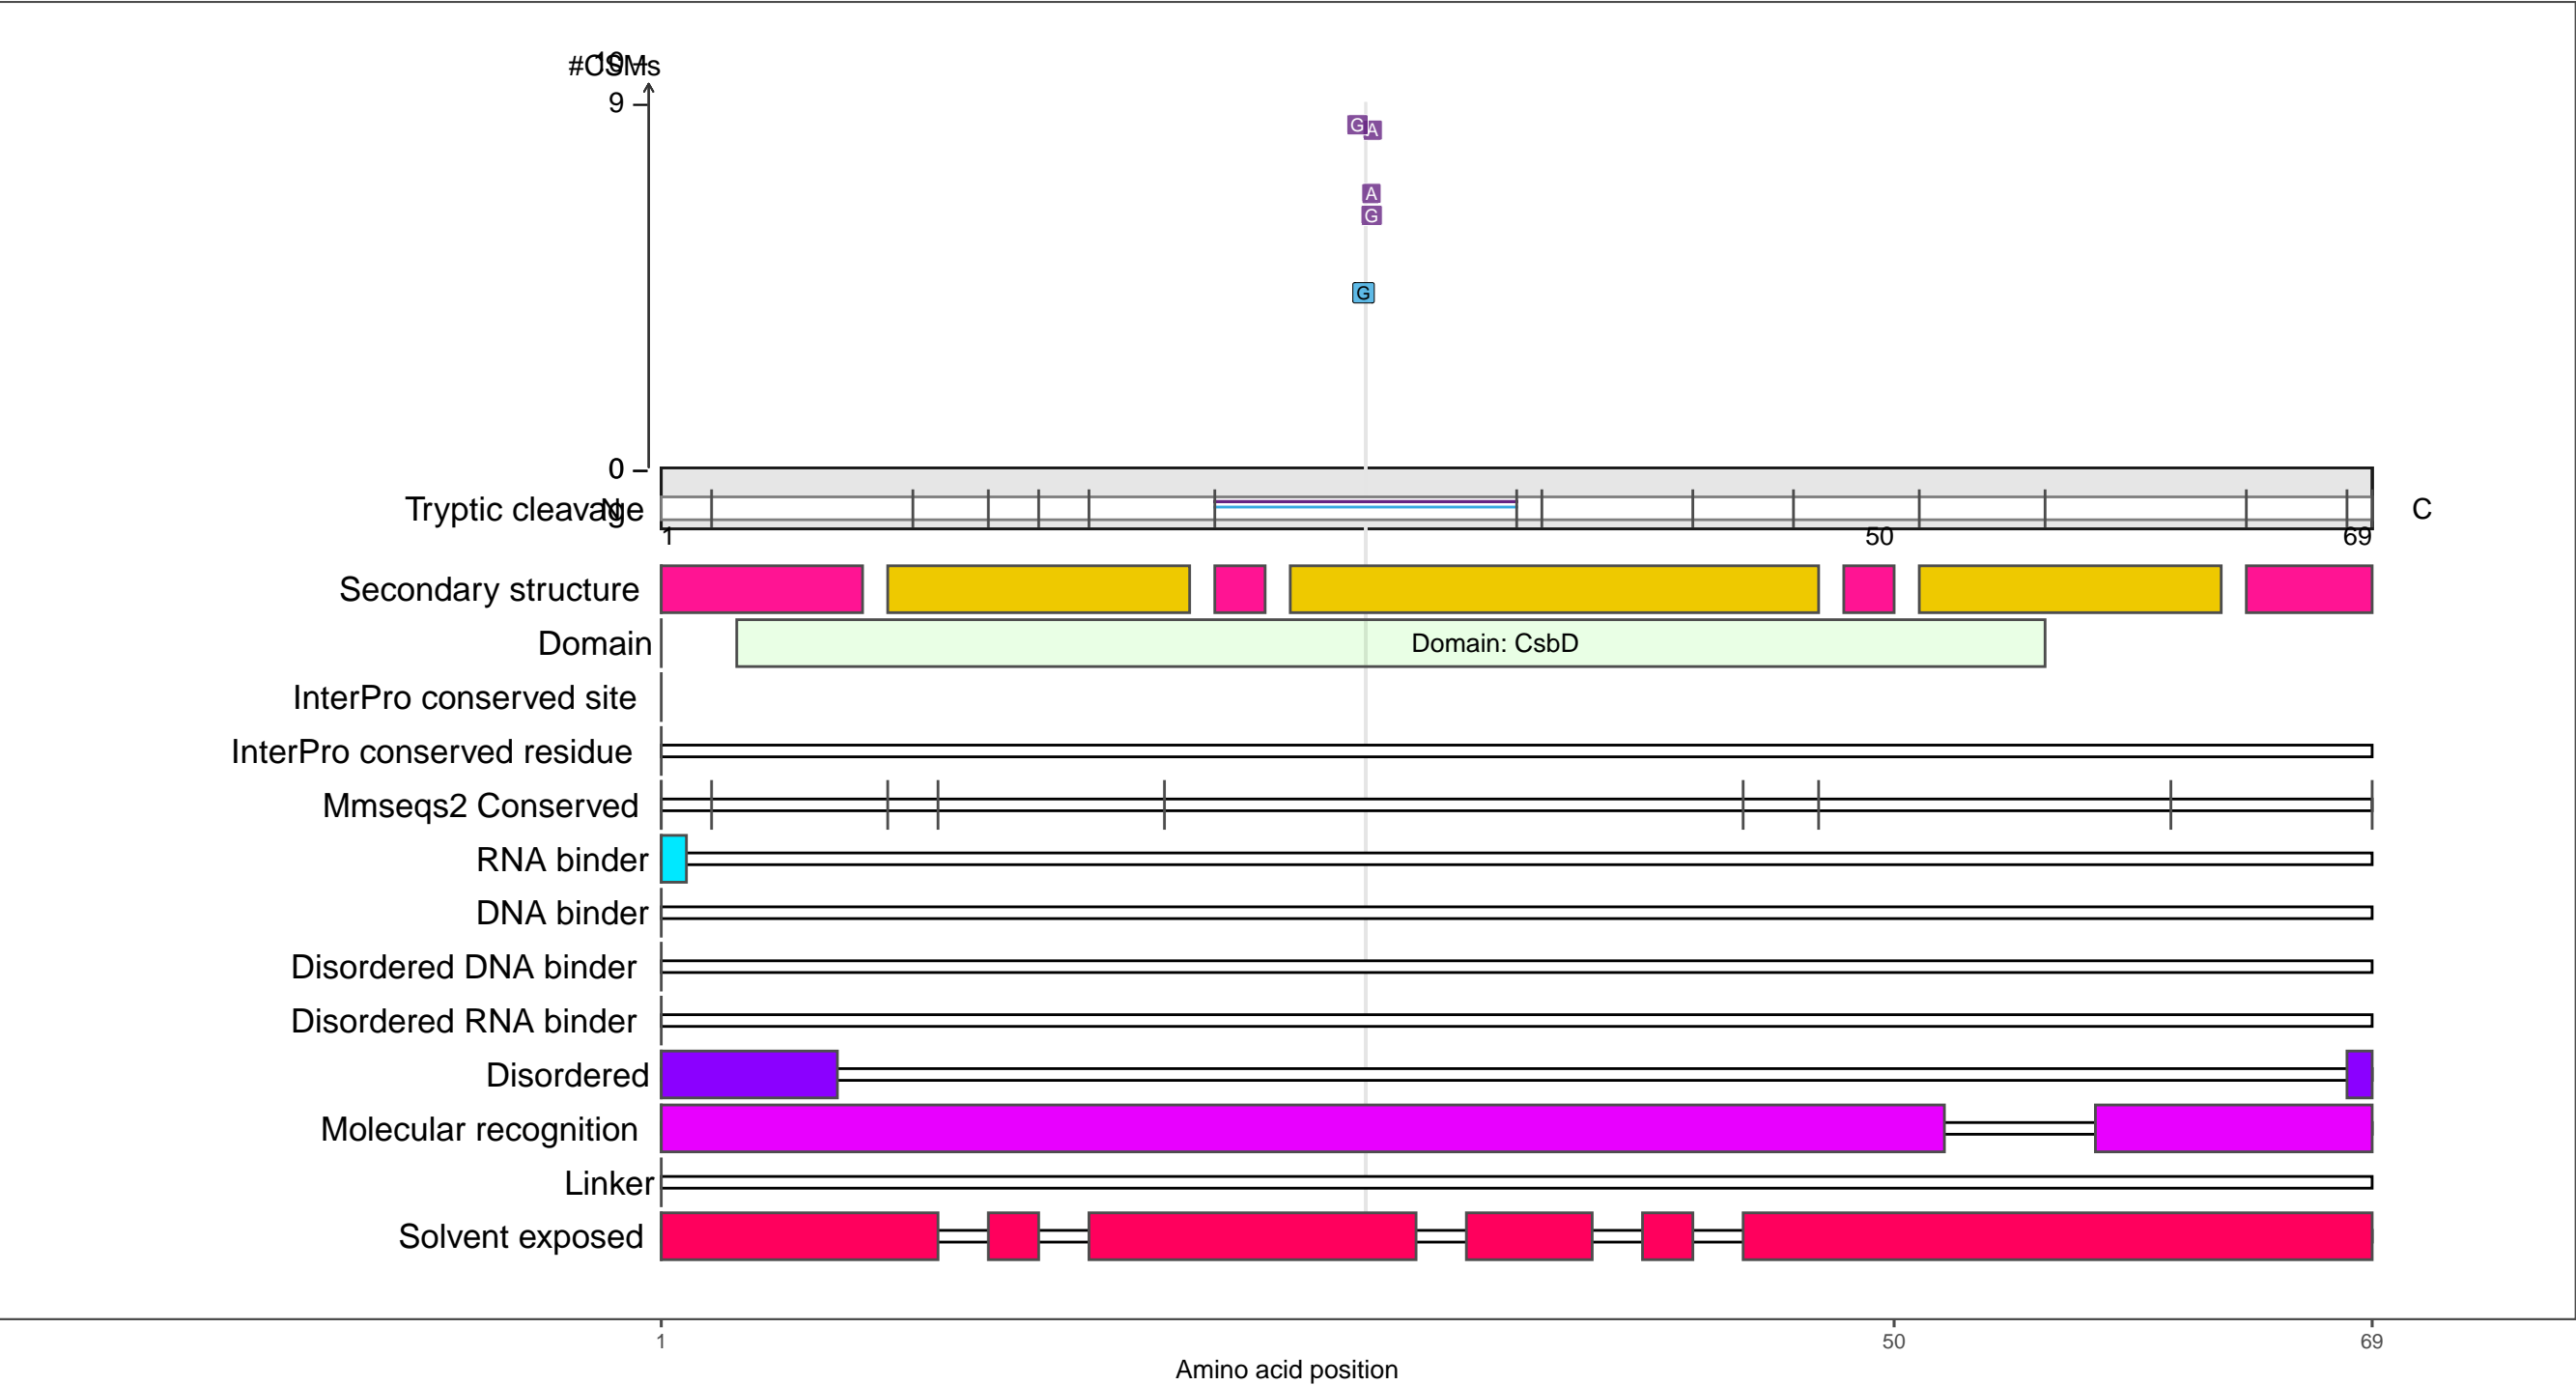 10
#CSMs
9
G
A
A
G
G
0
Tryptic cleavage
N
C
1
50
69
Secondary structure
Domain
Domain: CsbD
InterPro conserved site
InterPro conserved residue
Mmseqs2 Conserved
RNA binder
DNA binder
Disordered DNA binder
Disordered RNA binder
Disordered
Molecular recognition
Linker
Solvent exposed
1
50
69
Amino acid position